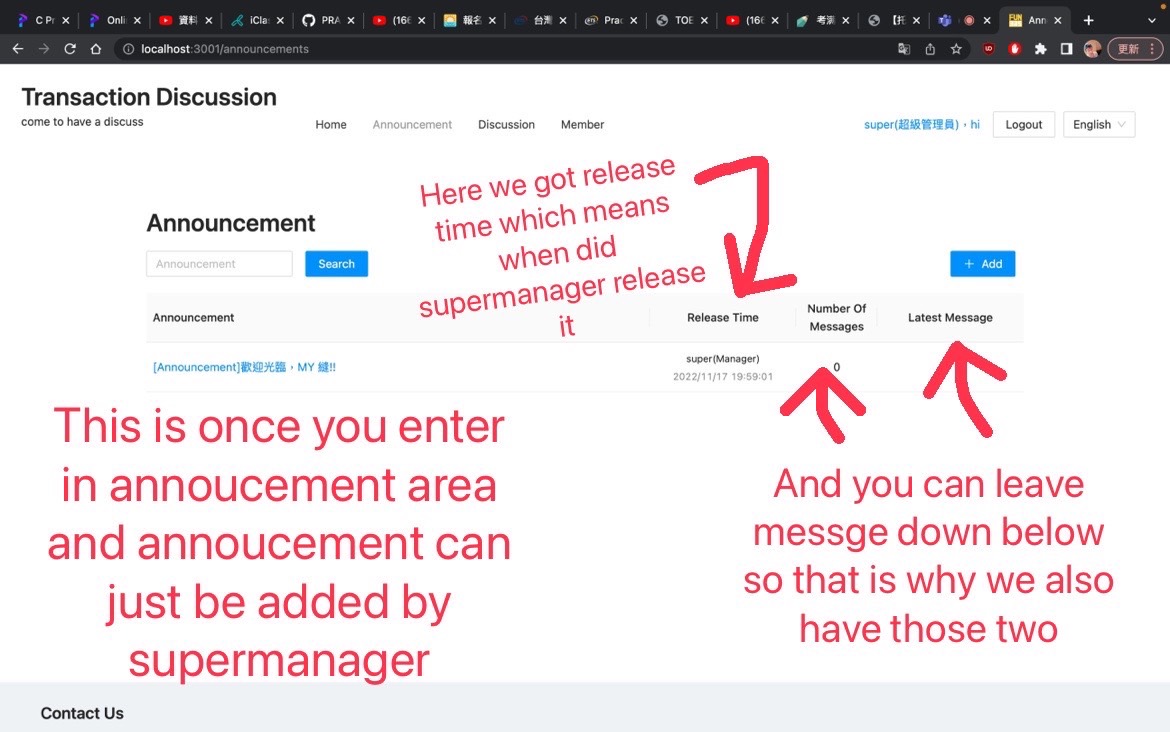 C Pr
Onli
資料
iCla
PRA
(166
報名
台灣
Prac
TOE
(166
考滿
【托
Ann
localhost:3001/announcements
更新
Transaction Discussion
come to have a discuss
Home
Announcement
Discussion
Member
super(超級管理員)，hi
Logout
English
Here we got release
time which means
when did
supermanager release
it
Announcement
Announcement
Search
+ Add
Announcement
Release Time
Number Of
Messages
Latest Message
[Announcement]歡迎光臨，MY 縫!!
super(Manager)
2022/11/17 19:59:01
0
This is once you enter
in annoucement area
and annoucement can
just be added by
supermanager
And you can leave
messge down below
so that is why we also
have those two
Contact Us